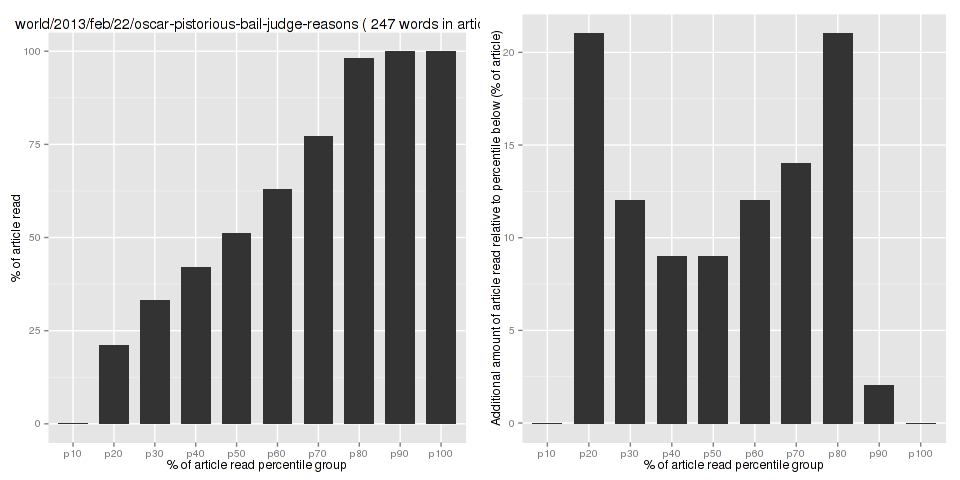 world/2013/feb/22/oscar-pistorious-bail-judge-reasons ( 247 words in artic
% of article read
100
75
50
25
0
p10 p20 p30 p40 p50 p60 p70 p80 p90 p100
% of article read percentile group
Additional amount of article read relative to percentile below (% of article)
20
15
10
5
0
p10 p20 p30 p40 p50 p60 p70 p80 p90 p100
% of article read percentile group